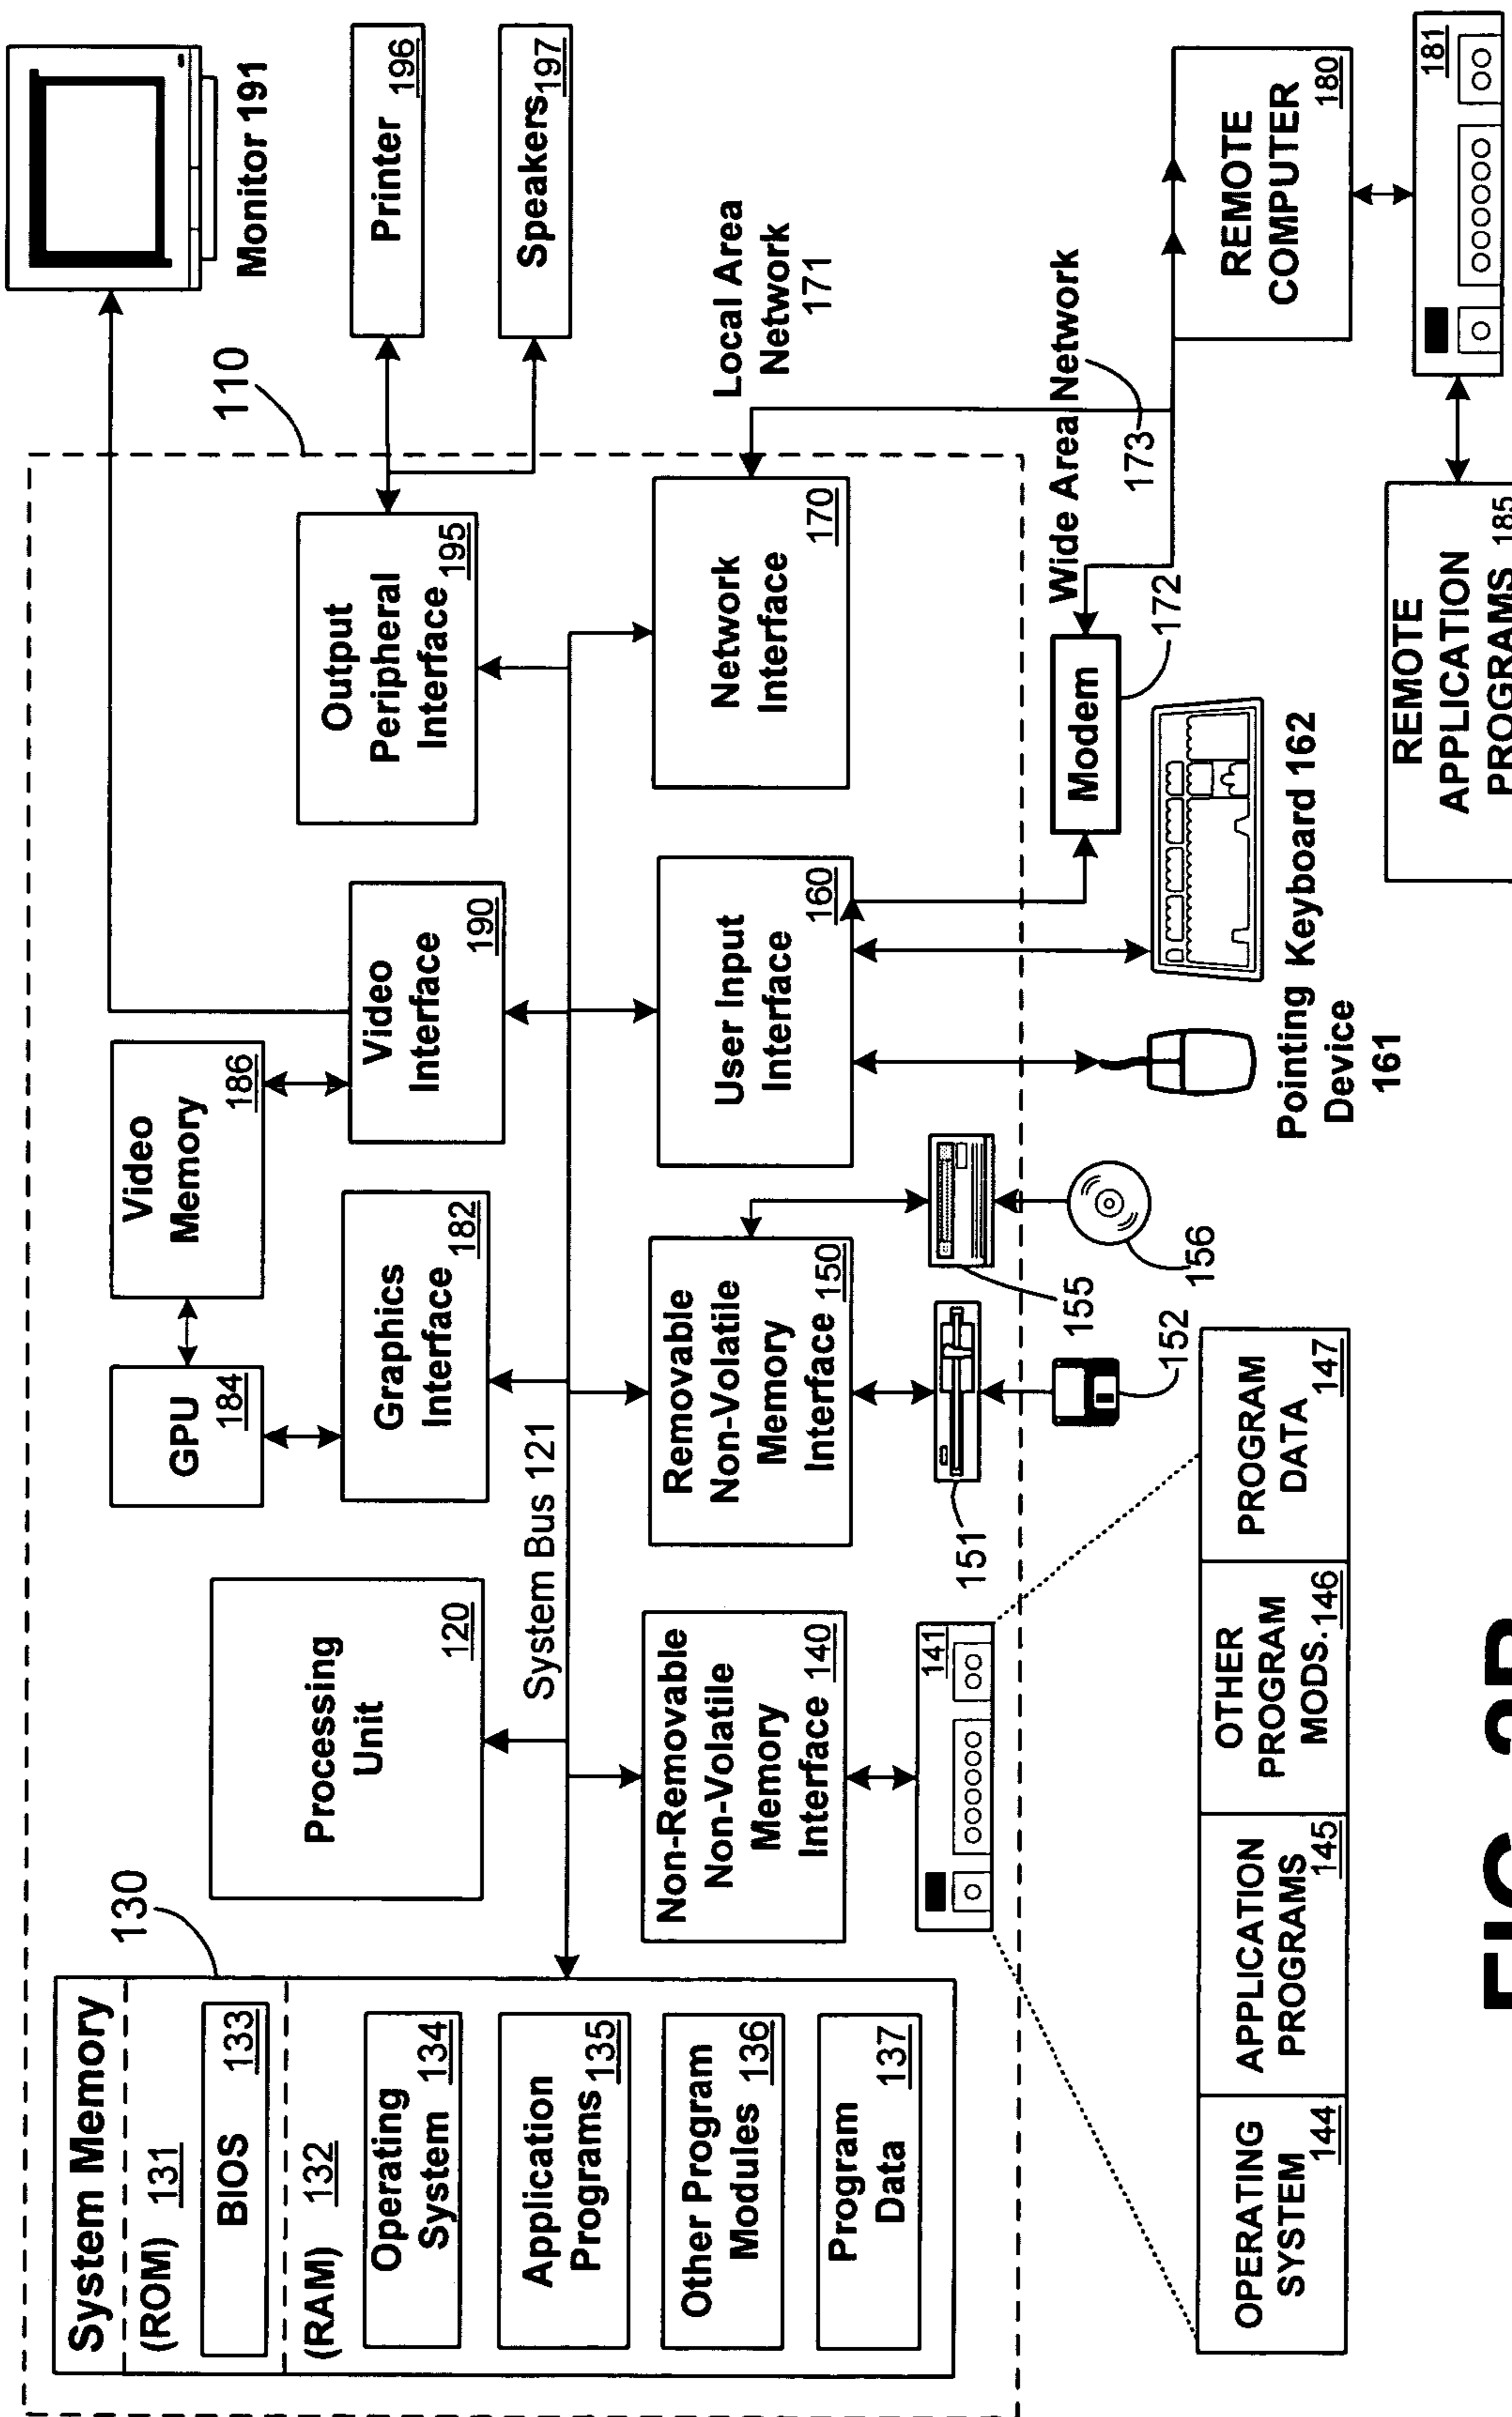 System Memory
(ROM) 131
BIOS 133
(RAM) 132
Operating
System 134
Application
Programs 135
Other Program
Modules 136
Program
Data 137
130
Processing
Unit
120
System Bus 121
GPU
184
Video
Memory
186
Graphics
Interface 182
Video
Interface
190
Output
Peripheral
Interface 195
110
Monitor 191
Printer 196
Speakers 197
Non-Removable
Non-Volatile
Memory
Interface 140
Removable
Non-Volatile
Memory
Interface 150
User Input
Interface
160
Network
Interface
170
Local Area
Network
171
141
151
155
152
156
Modem
172
Wide Area Network
173
Pointing
Device
161
Keyboard 162
REMOTE
COMPUTER
180
181
REMOTE
APPLICATION
PROGRAMS 185
OPERATING
SYSTEM
144
APPLICATION
PROGRAMS
145
OTHER
PROGRAM
MODS. 146
PROGRAM
DATA
147